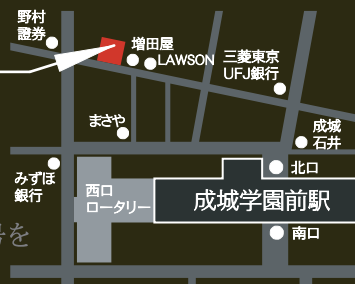 野村
證券
増田屋
LAWSON
三菱東京
UFJ銀行
まさや
成城
石井
みずほ
銀行
西口
ロータリー
北口
成城学園前駅
南口
を